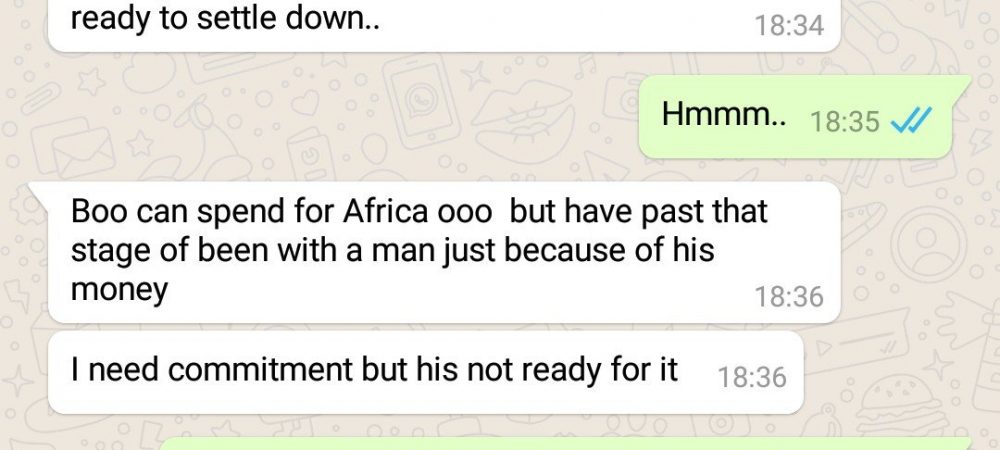 ready to settle down..
18:34
Hmmm.. 18:35
Boo can spend for Africa ooo  but have past that
stage of been with a man just because of his
money
18:36
I need commitment but his not ready for it 18:36